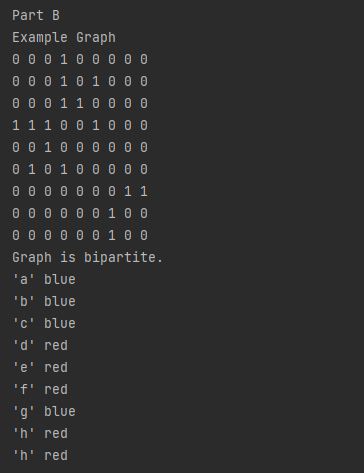 Part B
Example Graph
0 0 0 1 0 0 0 0 0
0 0 0 1 0 1 0 0 0
0 0 0 1 1 0 0 0 0
1 1 1 0 0 1 0 0 0
0 0 1 0 0 0 0 0 0
0 1 0 1 0 0 0 0 0
0 0 0 0 0 0 0 1 1
0 0 0 0 0 0 1 0 0
0 0 0 0 0 0 1 0 0
Graph is bipartite.
'a' blue
'b' blue
'c' blue
'd' red
'e' red
'f' red
'g' blue
'h' red
'h' red